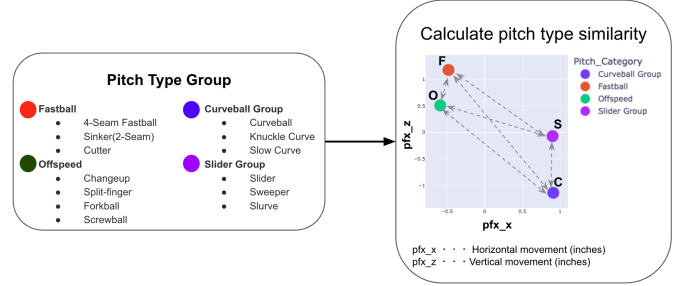 Pitch Type Group
Fastball
● 4-Seam Fastball
● Sinker(2-Seam)
● Cutter
Offspeed
● Changeup
● Split-finger
● Forkball
● Screwball
Curveball Group
● Curveball
● Knuckle Curve
● Slow Curve
Slider Group
● Slider
● Sweeper
● Slurve
Calculate pitch type similarity
F
O
S
C
1
0.5
0
−0.5
−1
pfx_z
−0.5
0
0.5
1
pfx_x
Pitch_Category
Curveball Group
Fastball
Offspeed
Slider Group
pfx_x ・・・ Horizontal movement (inches)
pfx_z ・・・Vertical movement (inches)